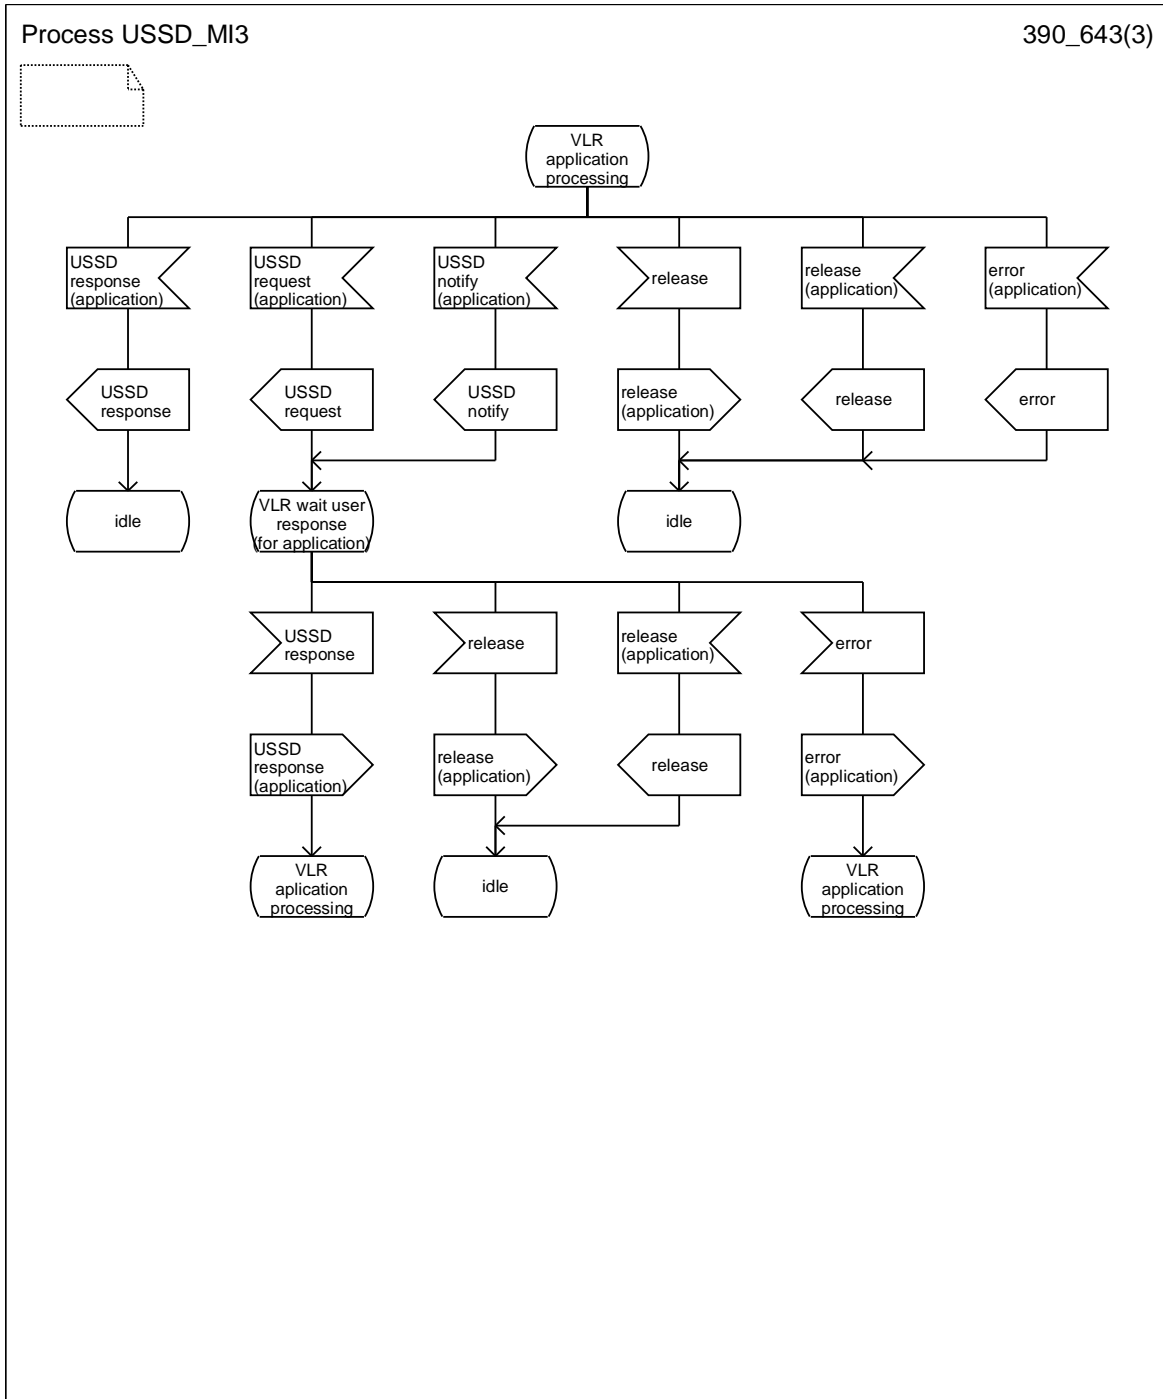 Process USSD_MI3
390_643(3)
VLR
application
processing
USSD
response
(application)
USSD
request
(application)
USSD
notify
(application)
release
release
(application)
error
(application)
USSD
response
USSD
request
USSD
notify
release
(application)
release
error
idle
VLR wait user
response
(for application)
idle
USSD
response
release
release
(application)
error
USSD
response
(application)
release
(application)
release
error
(application)
VLR
aplication
processing
idle
VLR
application
processing